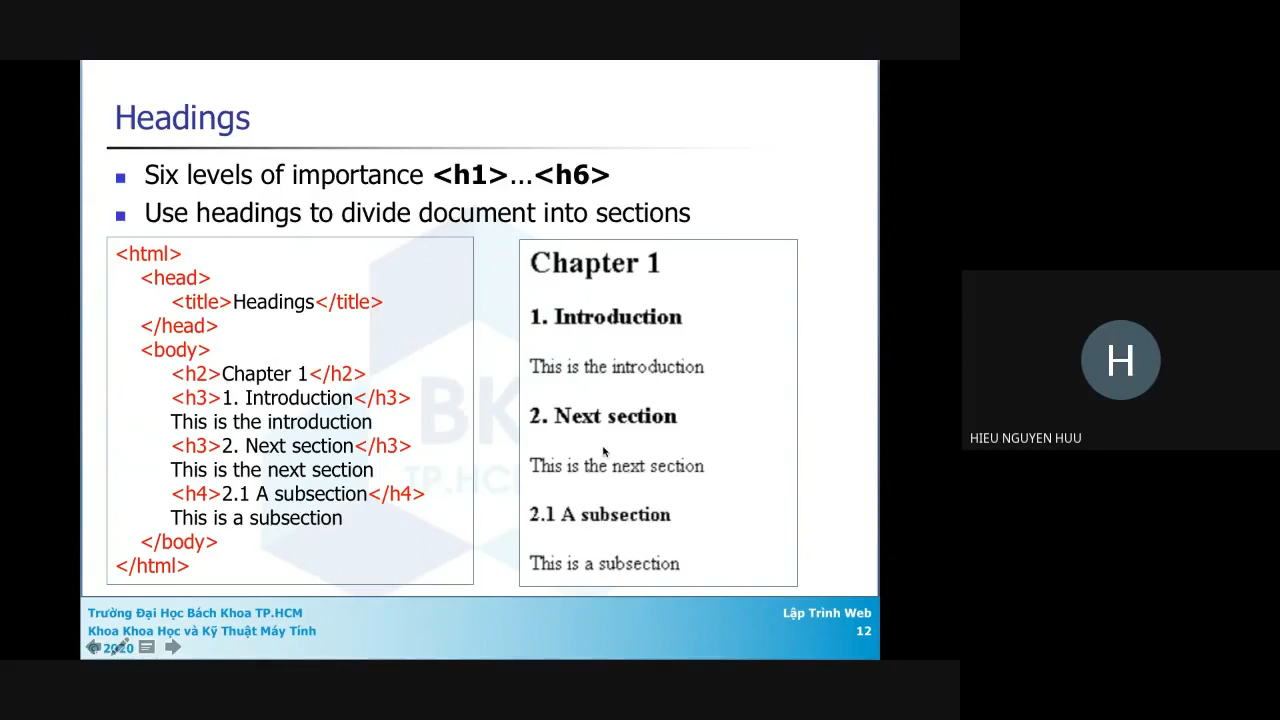 Headings
Six levels of importance <h1>...<h6>
Use headings to divide document into sections
<html>
<head>
<title>Headings</title>
</head>
<body>
<h2>Chapter 1</h2>
<h3>1. Introduction</h3>
This is the introduction
<h3>2. Next section</h3>
This is the next section
<h4>2.1 A subsection</h4>
This is a subsection
</body>
</html>
Chapter 1
1. Introduction
This is the introduction
2. Next section
This is the next section
2.1 A subsection
This is a subsection
BK
TP.HCM
Trường Đại Học Bách Khoa TP.HCM
Khoa Khoa Học và Kỹ Thuật Máy Tính
© 2020
Lập Trình Web
12
H
HIEU NGUYEN HUU